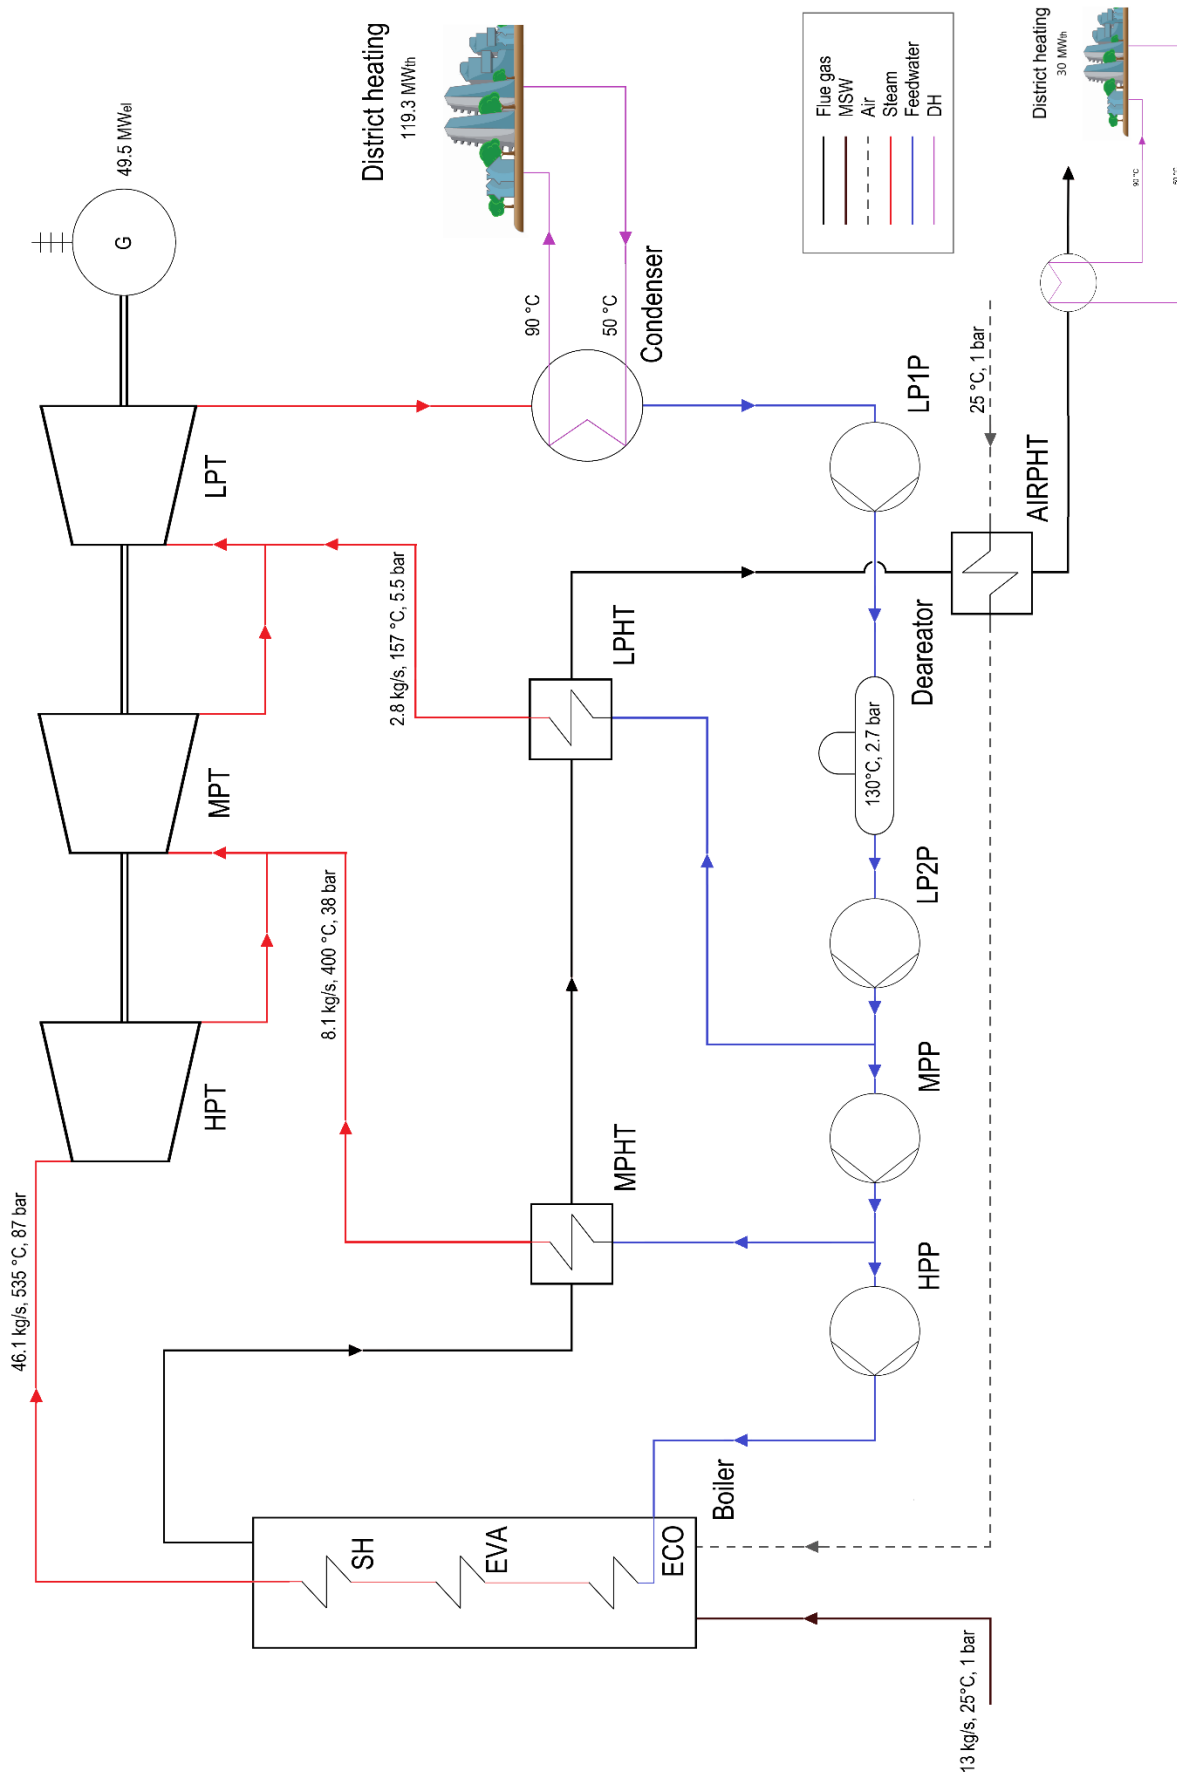 46.1 kg/s, 535 °C, 87 bar
HPT
MPT
LPT
G
49.5 MWel
8.1 kg/s, 400 °C, 38 bar
2.8 kg/s, 157 °C, 5.5 bar
District heating
119.3 MWth
90 °C
50 °C
Condenser
MPHT
LPHT
SH
EVA
ECO
Boiler
HPP
MPP
LP2P
130°C, 2.7 bar
Deareator
LP1P
25 °C, 1 bar
AIRPHT
13 kg/s, 25°C, 1 bar
Flue gas
MSW
Air
Steam
Feedwater
DH
District heating
30 MWth
90 °C
50 °C